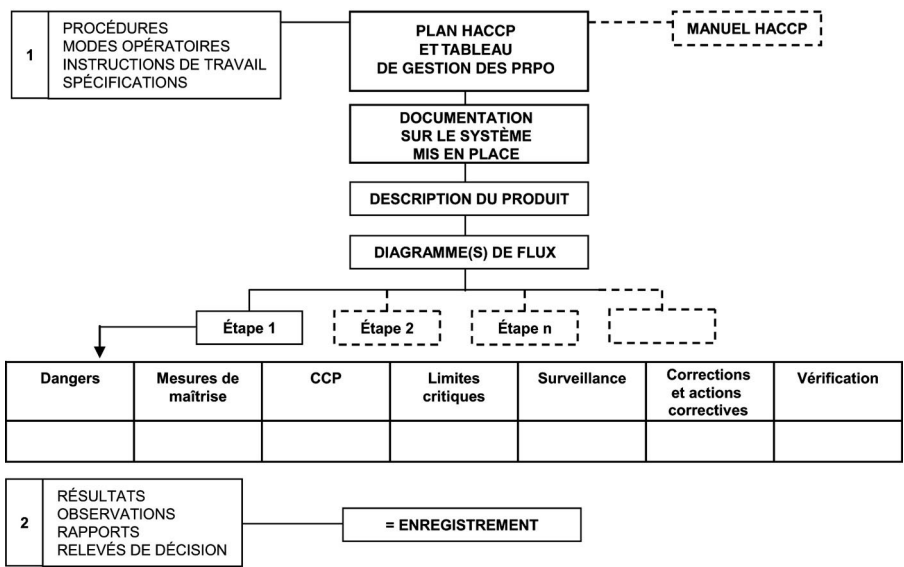 1
PROCÉDURES
MODES OPÉRATOIRES
INSTRUCTIONS DE TRAVAIL
SPÉCIFICATIONS
PLAN HACCP
ET TABLEAU
DE GESTION DES PRPO
MANUEL HACCP
DOCUMENTATION
SUR LE SYSTÈME
MIS EN PLACE
DESCRIPTION DU PRODUIT
DIAGRAMME(S) DE FLUX
Étape 1
Étape 2
Étape n
Dangers
Mesures de
maîtrise
CCP
Limites
critiques
Surveillance
Corrections
et actions
correctives
Vérification
2
RÉSULTATS
OBSERVATIONS
RAPPORTS
RELEVÉS DE DÉCISION
= ENREGISTREMENT